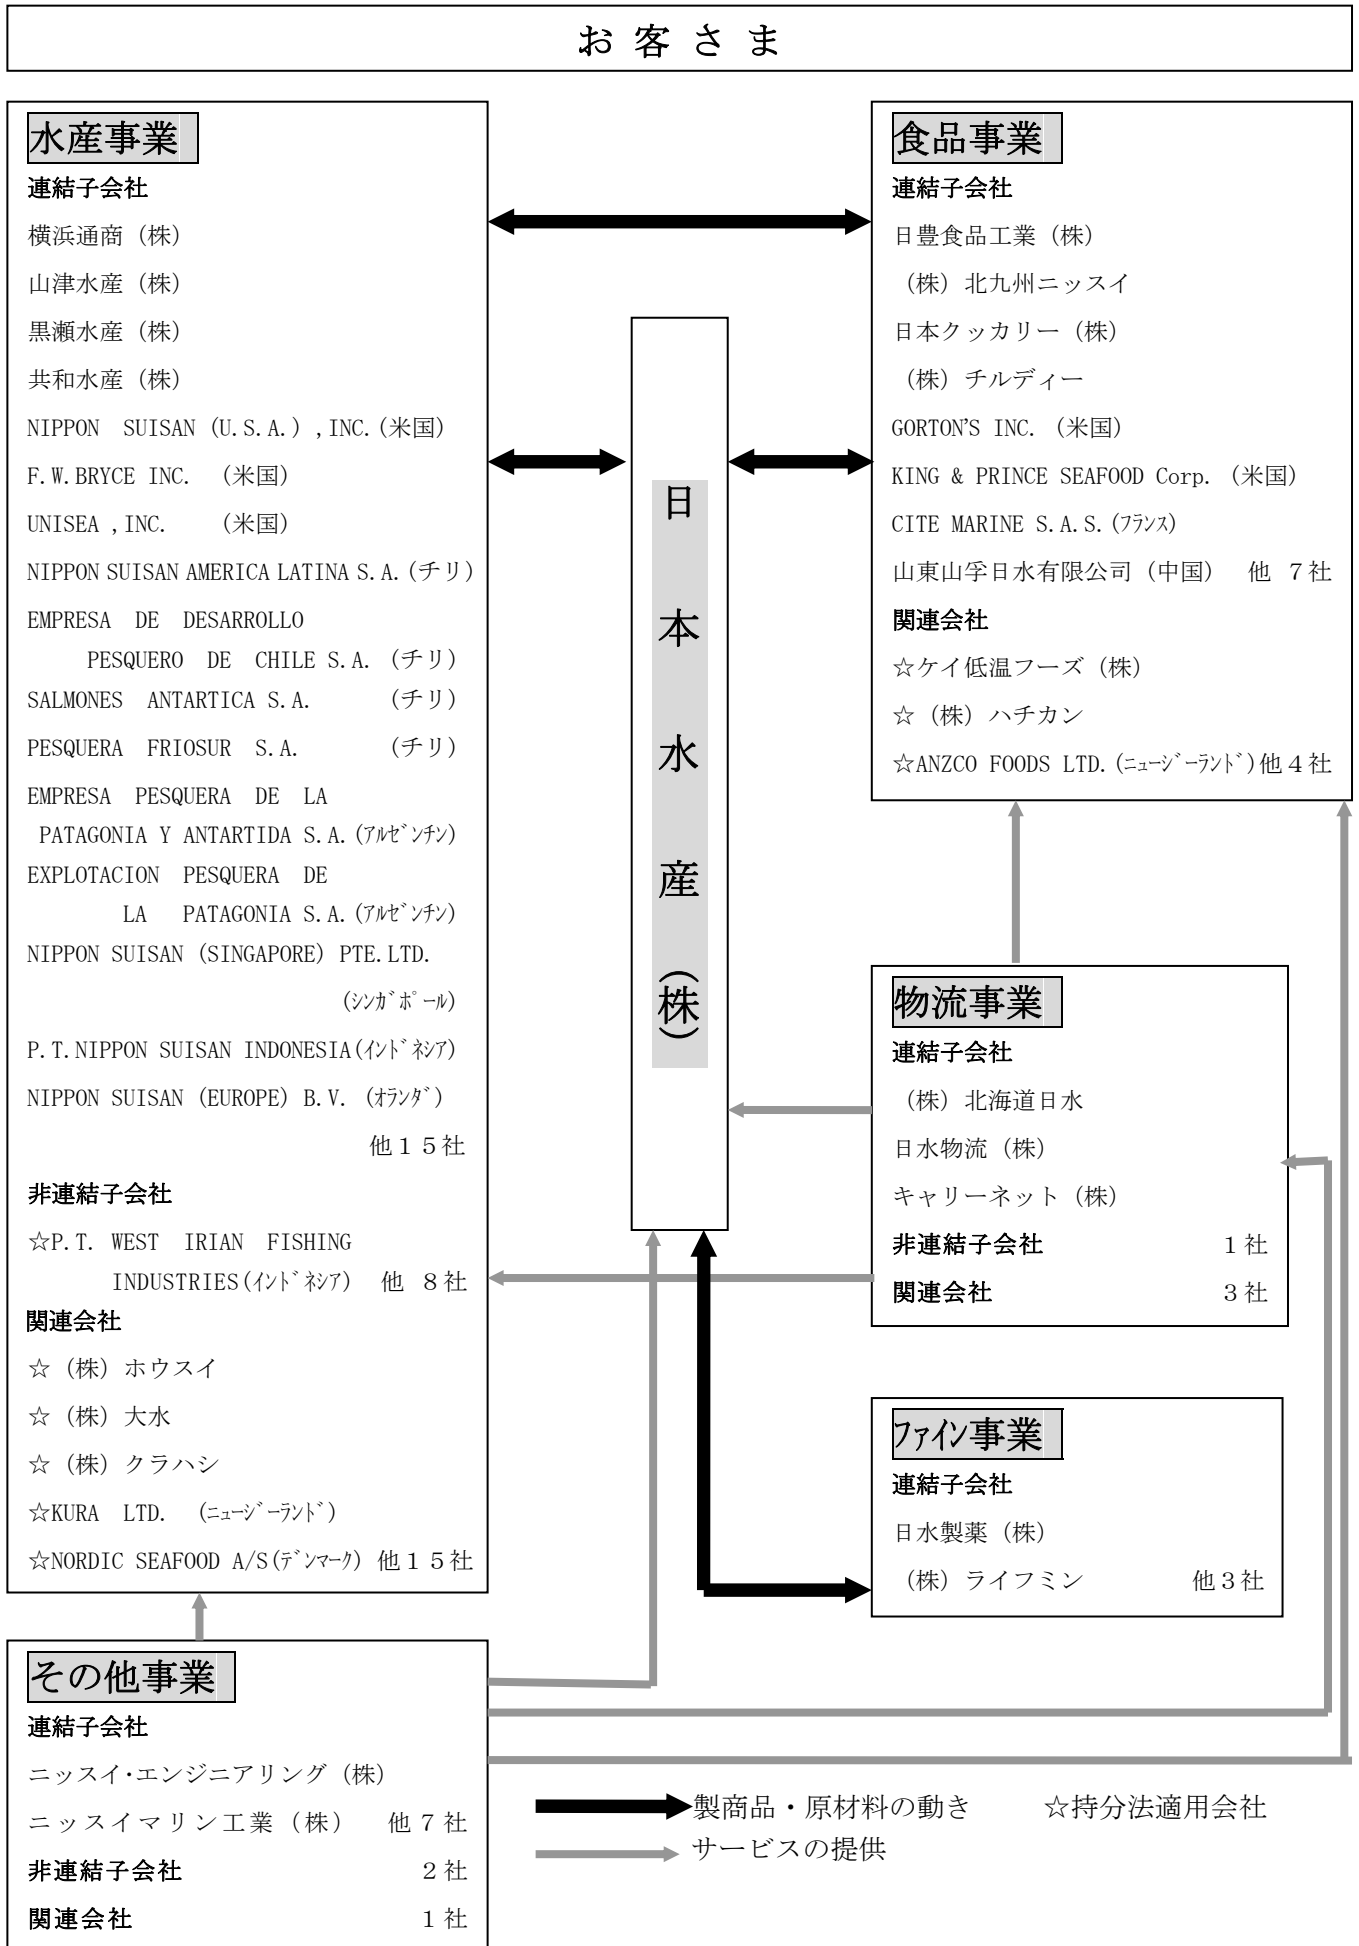 お客さま
水産事業
連結子会社
横浜通商（株）
山津水産（株）
黒瀬水産（株）
共和水産（株）
NIPPON SUISAN (U.S.A.) ,INC.(米国)
F.W.BRYCE INC. （米国）
UNISEA ,INC. （米国）
NIPPON SUISAN AMERICA LATINA S.A.(チリ)
EMPRESA DE DESARROLLO
PESQUERO DE CHILE S.A. (チリ)
SALMONES ANTARTICA S.A. (チリ)
PESQUERA FRIOSUR S.A. (チリ)
EMPRESA PESQUERA DE LA
PATAGONIA Y ANTARTIDA S.A.(ｱﾙｾﾞﾝﾁﾝ)
EXPLOTACION PESQUERA DE
LA PATAGONIA S.A.(ｱﾙｾﾞﾝﾁﾝ)
NIPPON SUISAN (SINGAPORE) PTE.LTD.
(ｼﾝｶﾞﾎﾟｰﾙ)
P.T.NIPPON SUISAN INDONESIA(ｲﾝﾄﾞﾈｼｱ)
NIPPON SUISAN (EUROPE) B.V. (ｵﾗﾝﾀﾞ)
他１５社
非連結子会社
☆P.T. WEST IRIAN FISHING
INDUSTRIES(ｲﾝﾄﾞﾈｼｱ) 他 ８社
関連会社
☆（株）ホウスイ
☆（株）大水
☆（株）クラハシ
☆KURA LTD. (ﾆｭｰｼﾞｰﾗﾝﾄﾞ)
☆NORDIC SEAFOOD A/S(ﾃﾞﾝﾏｰｸ) 他１５社
その他事業
連結子会社
ニッスイ・エンジニアリング（株）
ニッスイマリン工業（株） 他７社
非連結子会社 ２社
関連会社 １社
日本水産（株）
食品事業
連結子会社
日豊食品工業（株）
（株）北九州ニッスイ
日本クッカリー（株）
（株）チルディー
GORTON'S INC. （米国）
KING & PRINCE SEAFOOD Corp. （米国）
CITE MARINE S.A.S.(ﾌﾗﾝｽ)
山東山孚日水有限公司（中国） 他 ７社
関連会社
☆ケイ低温フーズ（株）
☆（株）ハチカン
☆ANZCO FOODS LTD.(ﾆｭｰｼﾞｰﾗﾝﾄﾞ)他４社
物流事業
連結子会社
（株）北海道日水
日水物流（株）
キャリーネット（株）
非連結子会社 １社
関連会社 ３社
ﾌｧｲﾝ事業
連結子会社
日水製薬（株）
（株）ライフミン 他３社
製商品・原材料の動き ☆持分法適用会社
サービスの提供